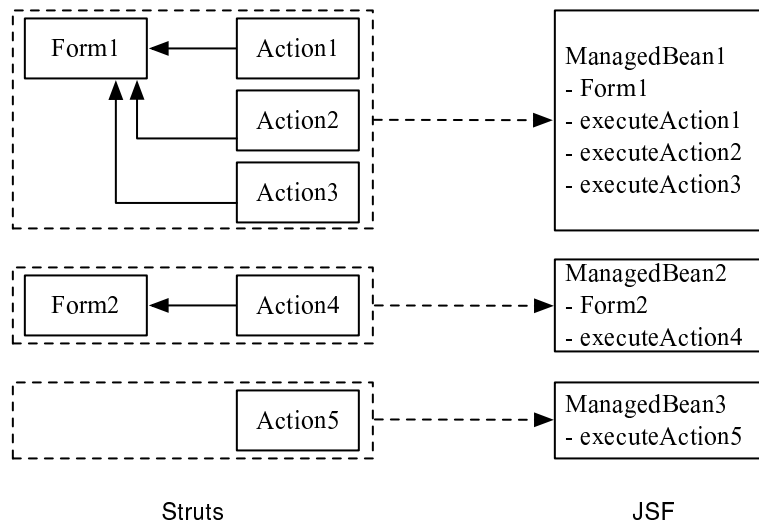 Form1
Action1
Action2
Action3
ManagedBean1
- Form1
- executeAction1
- executeAction2
- executeAction3
Form2
Action4
ManagedBean2
- Form2
- executeAction4
Action5
ManagedBean3
- executeAction5
Struts
JSF